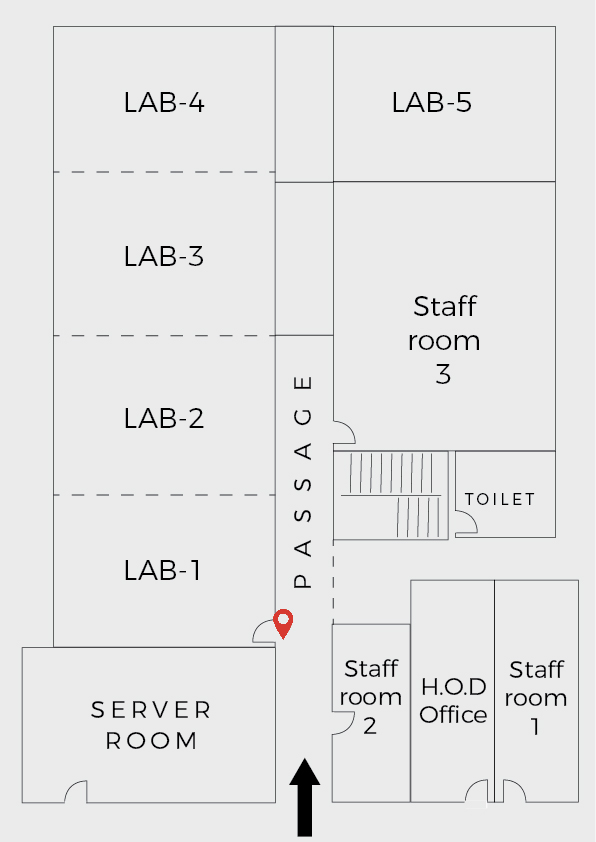 LAB-4
LAB-5
LAB-3
Staff
room
3
LAB-2
PASSAGE
TOILET
LAB-1
SERVER
ROOM
Staff
room
2
H.O.D
Office
Staff
room
1